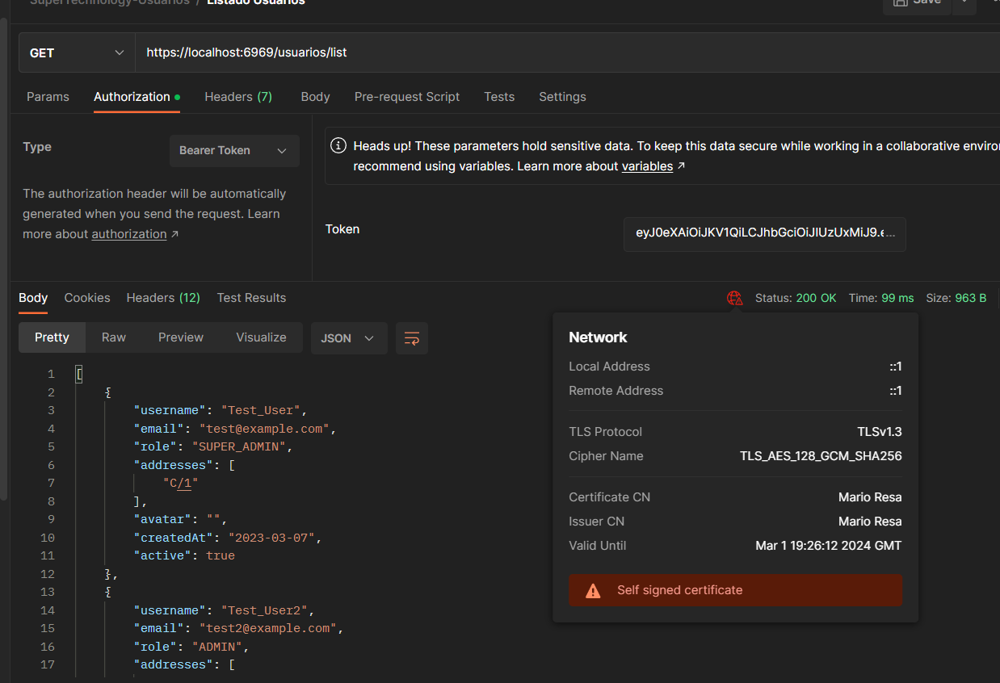 SuperTechnology-Usuarios / Listado Usuarios
Save
GET
https://localhost:6969/usuarios/list
Params Authorization Headers (7) Body Pre-request Script Tests Settings
Type
Bearer Token
The authorization header will be automatically
generated when you send the request. Learn
more about authorization ↗
Heads up! These parameters hold sensitive data. To keep this data secure while working in a collaborative
recommend using variables. Learn more about variables ↗
Token
eyJ0eXAiOiJKV1QiLCJhbGciOiJIUzUxMiJ9.e...
Body Cookies Headers (12) Test Results
Status: 200 OK Time: 99 ms Size: 963 B
Pretty Raw Preview Visualize JSON
1 [
2 {
3 "username": "Test_User",
4 "email": "test@example.com",
5 "role": "SUPER_ADMIN",
6 "addresses": [
7 "C/1"
8 ],
9 "avatar": "",
10 "createdAt": "2023-03-07",
11 "active": true
12 },
13 {
14 "username": "Test_User2",
15 "email": "test2@example.com",
16 "role": "ADMIN",
17 "addresses": [
Network
Local Address ::1
Remote Address ::1
TLS Protocol TLSv1.3
Cipher Name TLS_AES_128_GCM_SHA256
Certificate CN Mario Resa
Issuer CN Mario Resa
Valid Until Mar 1 19:26:12 2024 GMT
Self signed certificate